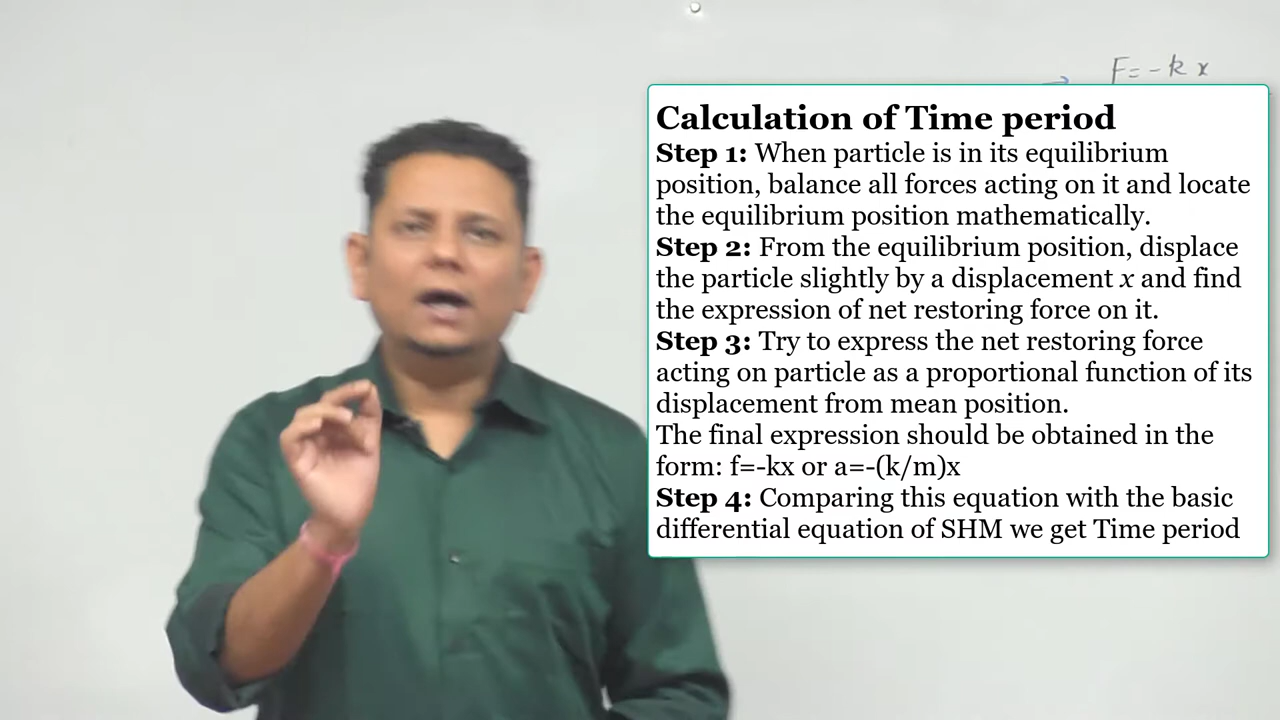 F = -k x
Calculation of Time period
Step 1: When particle is in its equilibrium
position, balance all forces acting on it and locate
the equilibrium position mathematically.
Step 2: From the equilibrium position, displace
the particle slightly by a displacement x and find
the expression of net restoring force on it.
Step 3: Try to express the net restoring force
acting on particle as a proportional function of its
displacement from mean position.
The final expression should be obtained in the
form: f=-kx or a=-(k/m)x
Step 4: Comparing this equation with the basic
differential equation of SHM we get Time period